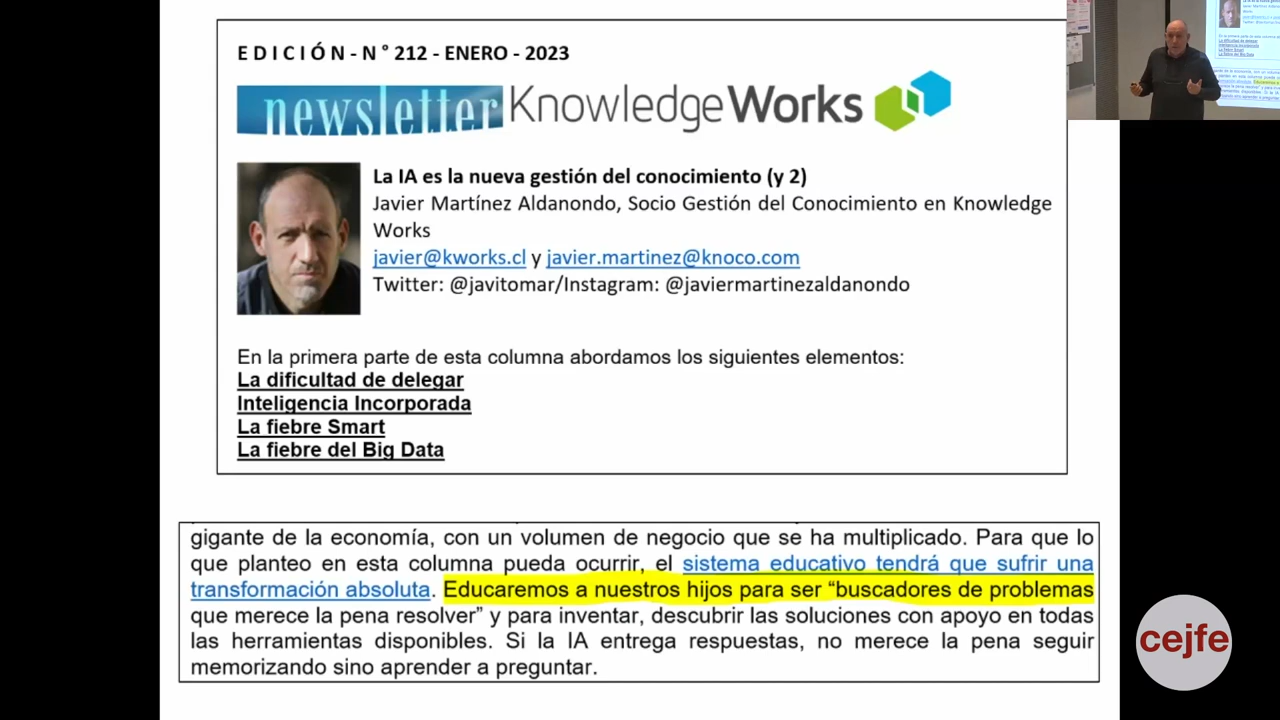 EDICIÓN - N° 212 - ENERO - 2023
newsletter KnowledgeWorks
La IA es la nueva gestión del conocimiento (y 2)
Javier Martínez Aldanondo, Socio Gestión del Conocimiento en Knowledge
Works
javier@kworks.cl y javier.martinez@knoco.com
Twitter: @javitomar/Instagram: @javiermartinezaldanondo
En la primera parte de esta columna abordamos los siguientes elementos:
La dificultad de delegar
Inteligencia Incorporada
La fiebre Smart
La fiebre del Big Data
gigante de la economía, con un volumen de negocio que se ha multiplicado. Para que lo
que planteo en esta columna pueda ocurrir, el sistema educativo tendrá que sufrir una
transformación absoluta. Educaremos a nuestros hijos para ser “buscadores de problemas
que merece la pena resolver” y para inventar, descubrir las soluciones con apoyo en todas
las herramientas disponibles. Si la IA entrega respuestas, no merece la pena seguir
memorizando sino aprender a preguntar.
cejfe